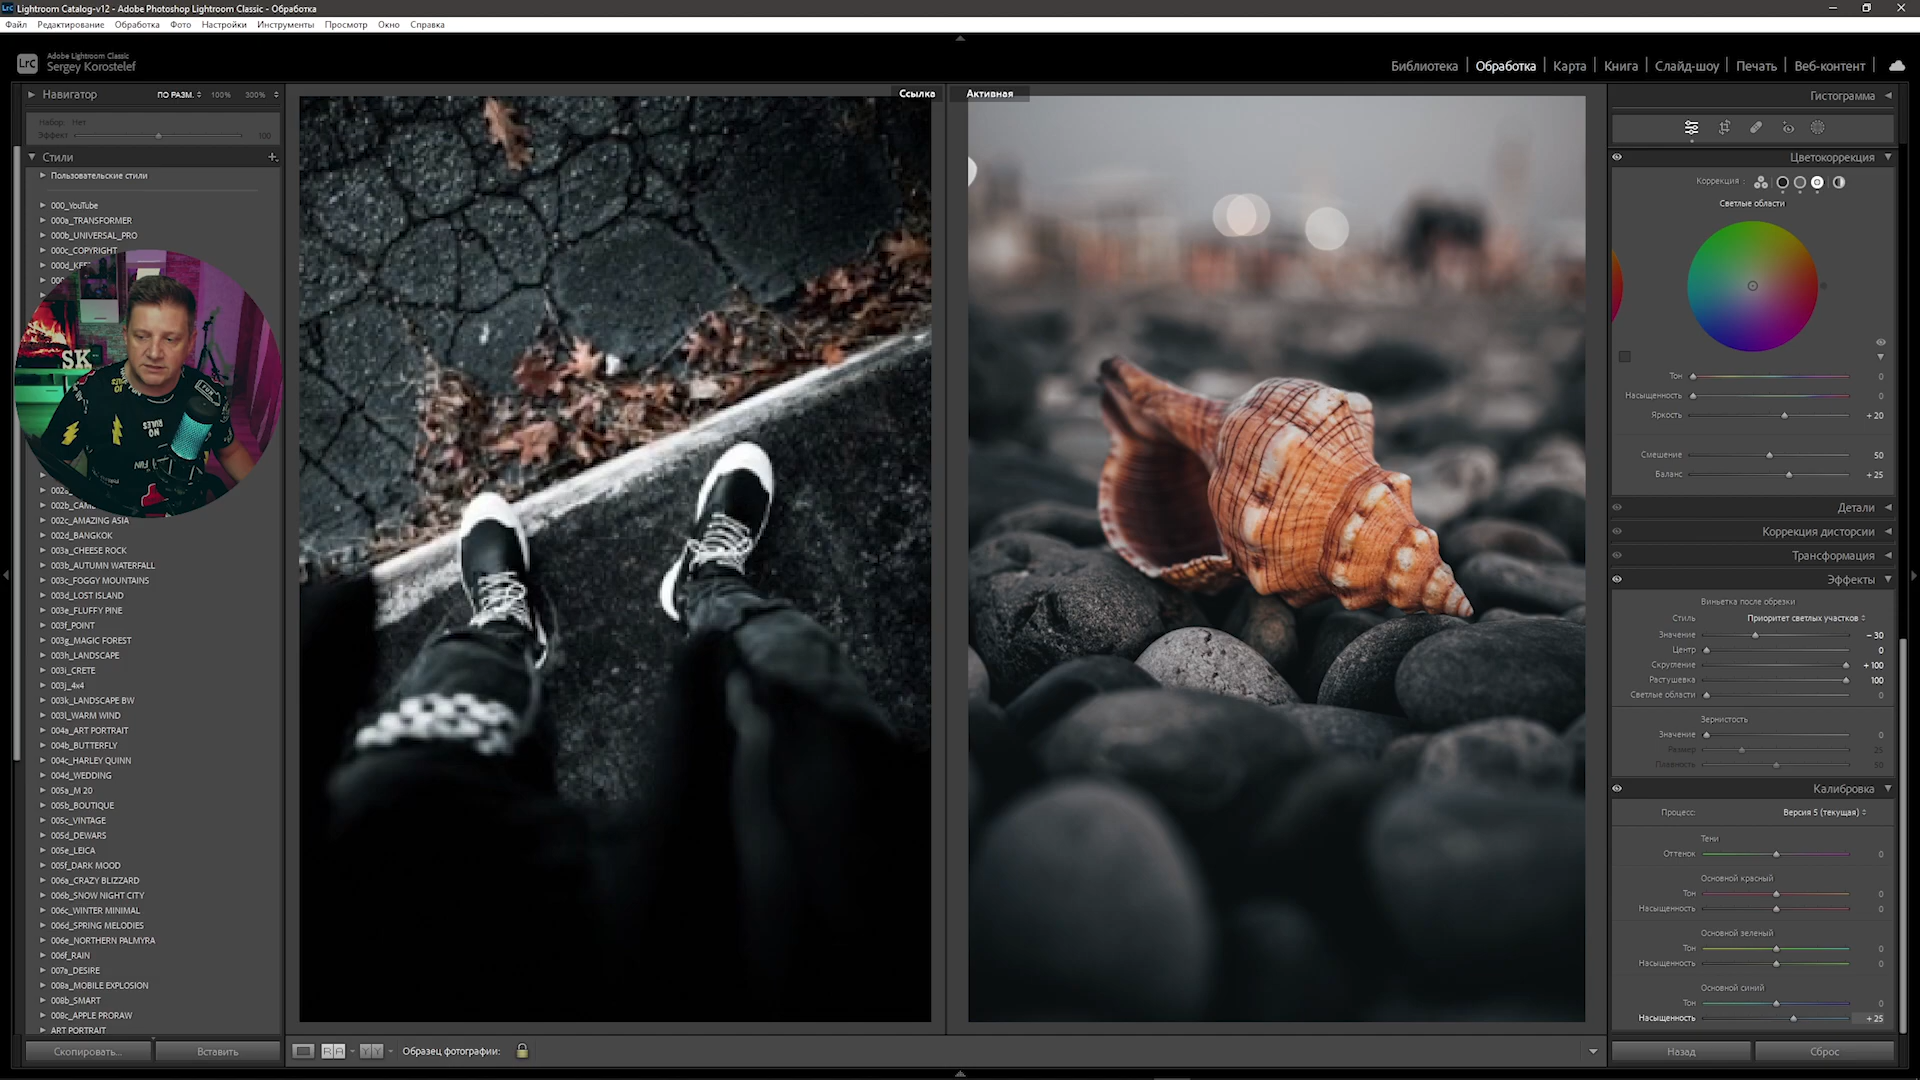 Lightroom Catalog-v12 - Adobe Photoshop Lightroom Classic - Обработка
Файл Редактирование Обработка Фото Настройки Инструменты Просмотр Окно Справка
LrC
Adobe Lightroom Classic
Sergey Korostelef
Библиотека | Обработка | Карта | Книга | Слайд-шоу | Печать | Веб-контент
Навигатор ПО РАЗМ. 100% 300%
Набор: Нет
Эффект 100
Стили
Пользовательские стили
000_YouTube
000a_TRANSFORMER
000b_UNIVERSAL_PRO
000c_COPYRIGHT
SK
002c_AMAZING ASIA
002d_BANGKOK
003a_CHEESE ROCK
003b_AUTUMN WATERFALL
003c_FOGGY MOUNTAINS
003d_LOST ISLAND
003e_FLUFFY PINE
003f_POINT
003g_MAGIC FOREST
003h_LANDSCAPE
003i_CRETE
003j_4x4
003k_LANDSCAPE BW
003l_WARM WIND
004a_ART PORTRAIT
004b_BUTTERFLY
004c_HARLEY QUINN
004d_WEDDING
005a_M 20
005b_BOUTIQUE
005c_VINTAGE
005d_DEWARS
005e_LEICA
005f_DARK MOOD
006a_CRAZY BLIZZARD
006b_SNOW NIGHT CITY
006c_WINTER MINIMAL
006d_SPRING MELODIES
006e_NORTHERN PALMYRA
006f_RAIN
007a_DESIRE
008a_MOBILE EXPLOSION
008b_SMART
008c_APPLE PRORAW
ART PORTRAIT
Скопировать... Вставить
Ссылка
Активная
RA YY Образец фотографии:
Гистограмма
Цветокоррекция
Коррекция :
Светлые области
Тон 0
Насыщенность 0
Яркость +20
Смешение 50
Баланс +25
Детали
Коррекция дисторсии
Трансформация
Эффекты
Виньетка после обрезки
Стиль Приоритет светлых участков
Значение - 30
Центр 0
Скругление +100
Растушевка 100
Светлые области 0
Зернистость
Значение 0
Размер 25
Плавность 50
Калибровка
Процесс: Версия 5 (текущая)
Тени
Оттенок 0
Основной красный
Тон 0
Насыщенность 0
Основной зеленый
Тон 0
Насыщенность 0
Основной синий
Тон 0
Насыщенность +25
Назад Сброс